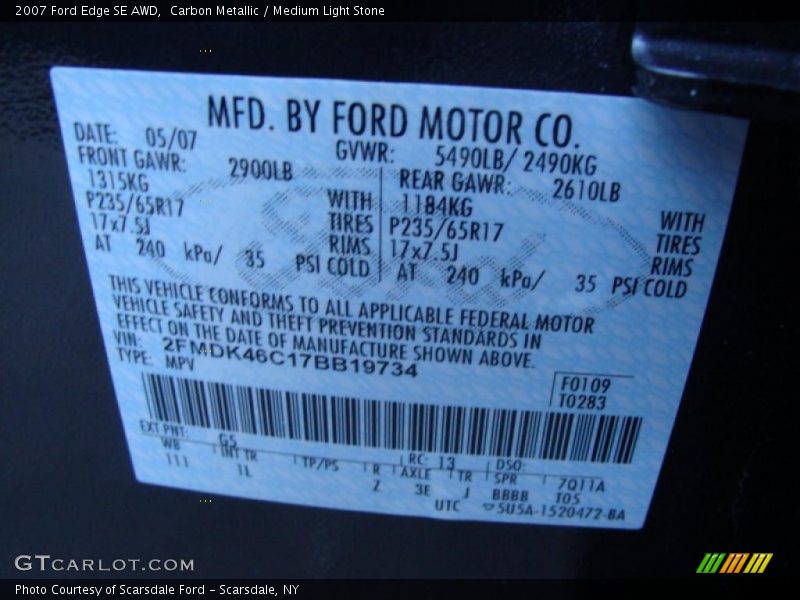 2007 Ford Edge SE AWD,  Carbon Metallic / Medium Light Stone
MFD. BY FORD MOTOR CO.
DATE: 05/07 GVWR: 5490LB/ 2490KG
FRONT GAWR: 2900LB REAR GAWR: 2610LB
1315KG WITH 1184KG WITH
P235/65R17 TIRES P235/65R17 TIRES
17x7.5J RIMS 17x7.5J RIMS
AT 240 kPa/ 35 PSI COLD AT 240 kPa/ 35 PSI COLD
THIS VEHICLE CONFORMS TO ALL APPLICABLE FEDERAL MOTOR
VEHICLE SAFETY AND THEFT PREVENTION STANDARDS IN
EFFECT ON THE DATE OF MANUFACTURE SHOWN ABOVE.
VIN: 2FMDK46C17BB19734
TYPE: MPV
F0109
T0283
EXT PNT: G5 RC: 13 DSO:
WB INT TR TP/PS R AXLE TR SPR 7Q11A
111 1L 2 3E J BBBB T05
UTC 5U5A-1520472-BA
GTCARLOT.COM
Photo Courtesy of Scarsdale Ford - Scarsdale, NY